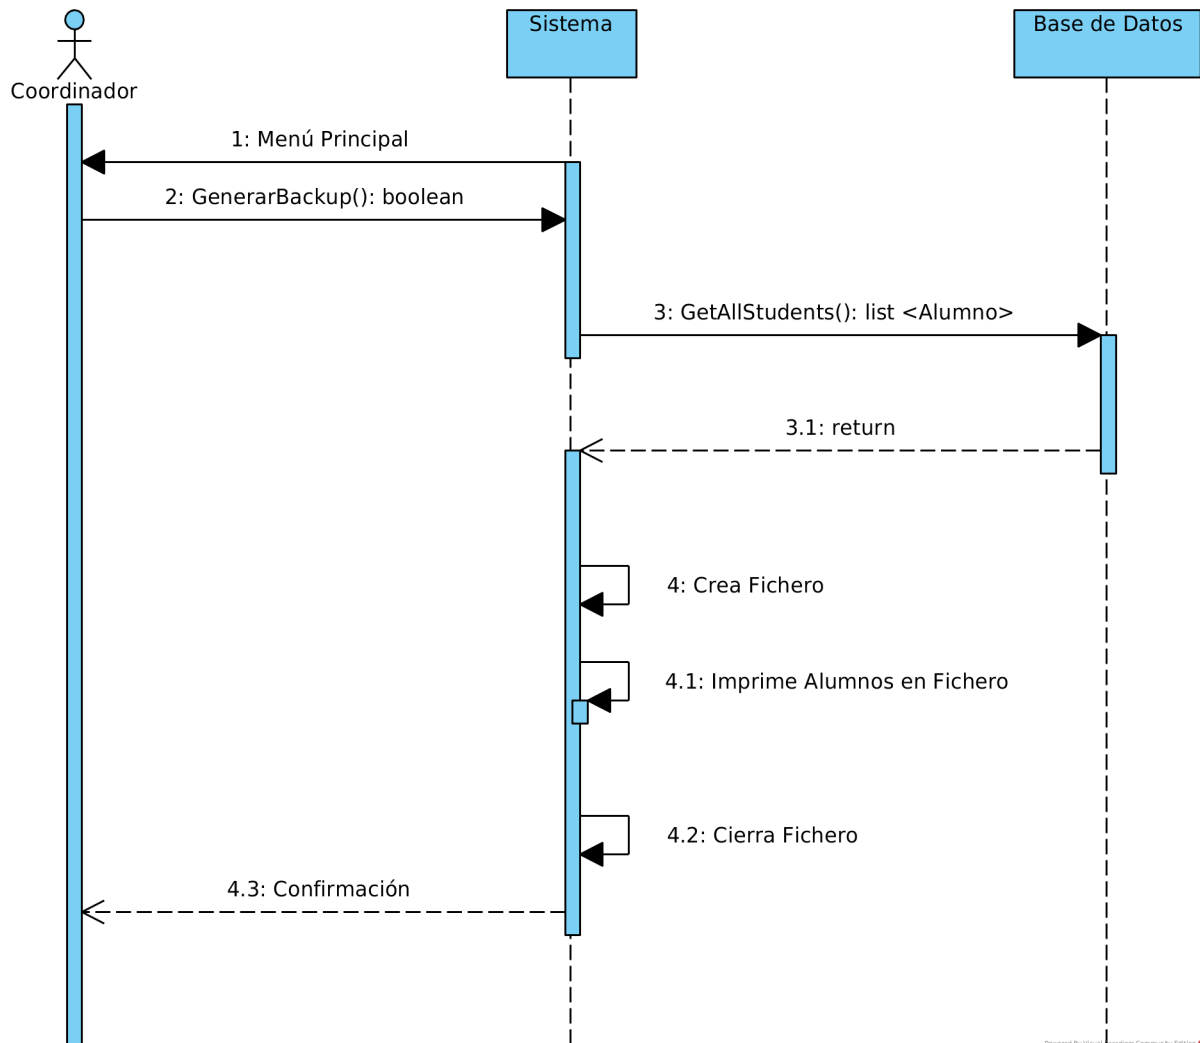 Sistema
Base de Datos
Coordinador
1: Menú Principal
2: GenerarBackup(): boolean
3: GetAllStudents(): list <Alumno>
3.1: return
4: Crea Fichero
4.1: Imprime Alumnos en Fichero
4.2: Cierra Fichero
4.3: Confirmación